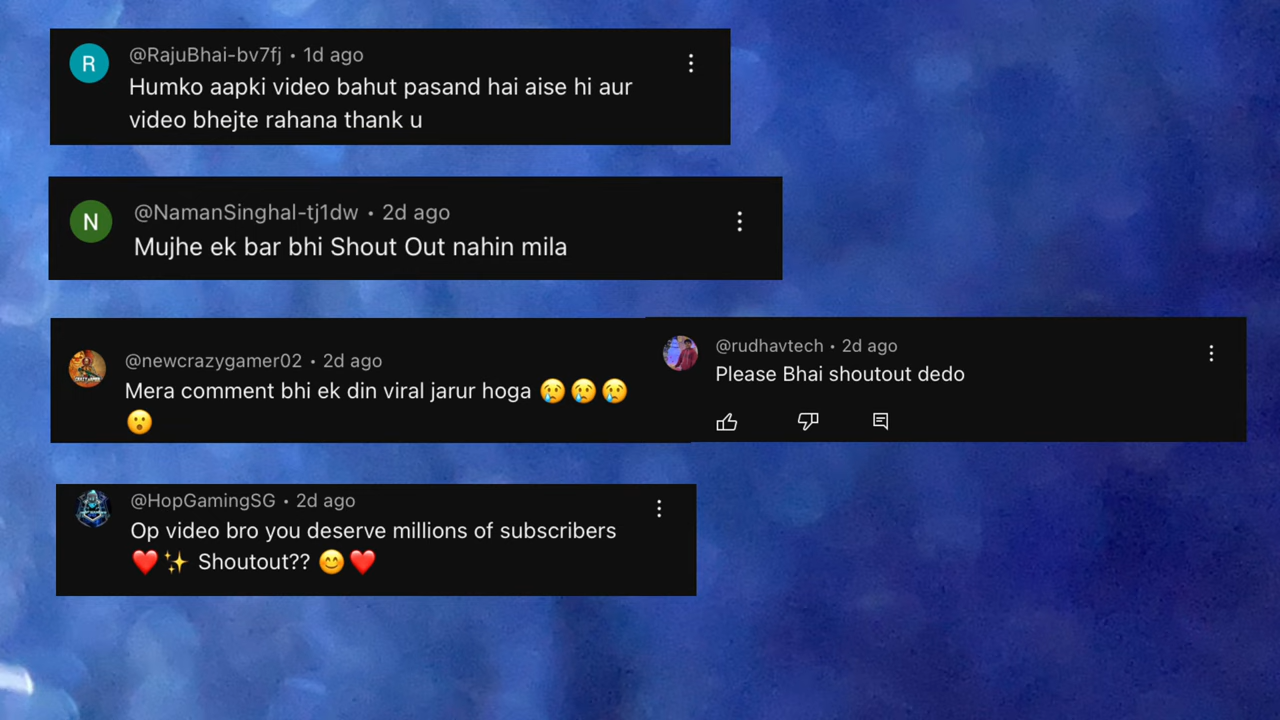 R
@RajuBhai-bv7fj • 1d ago
Humko aapki video bahut pasand hai aise hi aur
video bhejte rahana thank u
N
@NamanSinghal-tj1dw • 2d ago
Mujhe ek bar bhi Shout Out nahin mila
@newcrazygamer02 • 2d ago
Mera comment bhi ek din viral jarur hoga 😢😢😢
😮
@rudhavtech • 2d ago
Please Bhai shoutout dedo
@HopGamingSG • 2d ago
Op video bro you deserve millions of subscribers
❤️✨ Shoutout?? 😊❤️